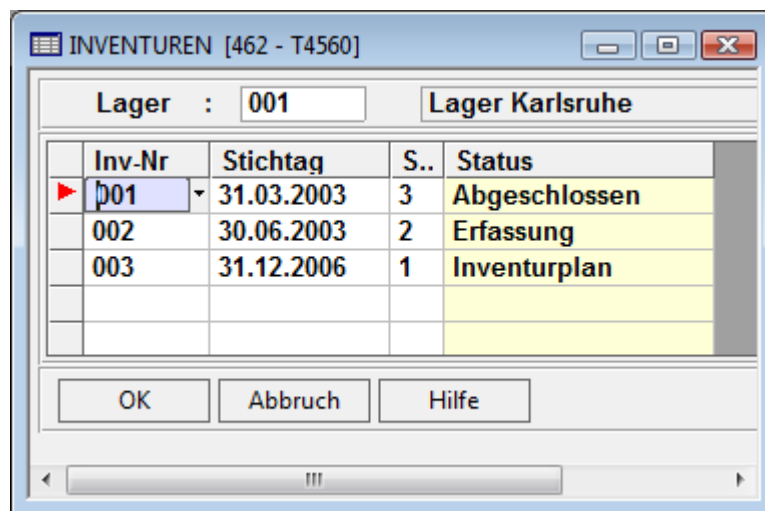 INVENTUREN [462 - T4560]
Lager : 001 Lager Karlsruhe
Inv-Nr Stichtag S.. Status
001 31.03.2003 3 Abgeschlossen
002 30.06.2003 2 Erfassung
003 31.12.2006 1 Inventurplan
OK Abbruch Hilfe